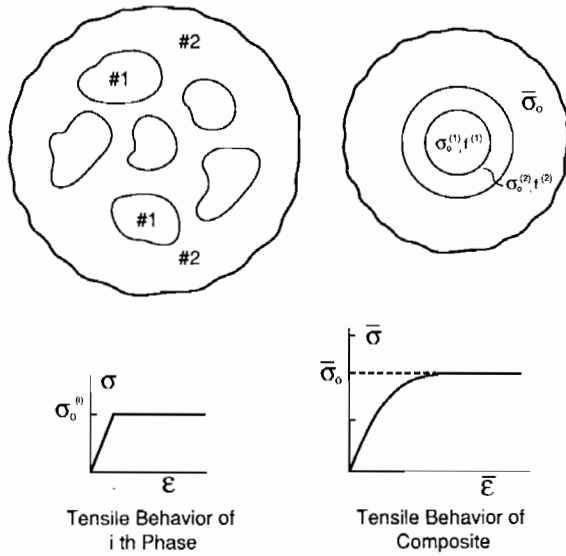 #2
#1
#1
#2
σ̄ₒ
σₒ⁽¹⁾, f⁽¹⁾
σₒ⁽²⁾, f⁽²⁾
σ
σₒ⁽ⁱ⁾
ε
Tensile Behavior of
i th Phase
σ̄
σ̄ₒ
ε̄
Tensile Behavior of
Composite